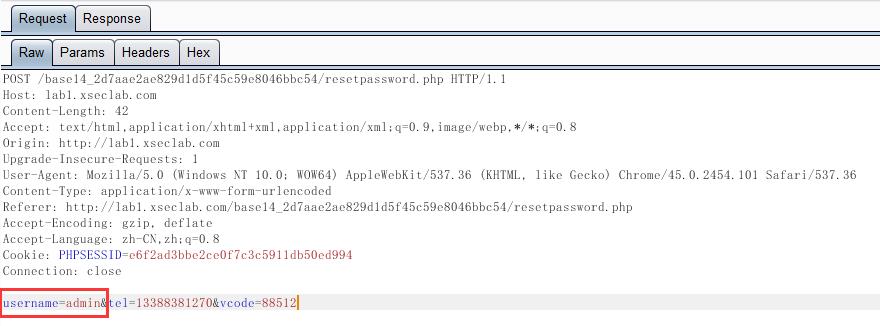 Request Response
Raw Params Headers Hex
POST /base14_2d7aae2ae829d1d5f45c59e8046bbc54/resetpassword.php HTTP/1.1
Host: lab1.xseclab.com
Content-Length: 42
Accept: text/html,application/xhtml+xml,application/xml;q=0.9,image/webp,*/*;q=0.8
Origin: http://lab1.xseclab.com
Upgrade-Insecure-Requests: 1
User-Agent: Mozilla/5.0 (Windows NT 10.0; WOW64) AppleWebKit/537.36 (KHTML, like Gecko) Chrome/45.0.2454.101 Safari/537.36
Content-Type: application/x-www-form-urlencoded
Referer: http://lab1.xseclab.com/base14_2d7aae2ae829d1d5f45c59e8046bbc54/resetpassword.php
Accept-Encoding: gzip, deflate
Accept-Language: zh-CN,zh;q=0.8
Cookie: PHPSESSID=e6f2ad3bbe2ce0f7c3c5911db50ed994
Connection: close
username=admin&tel=13388381270&vcode=88512